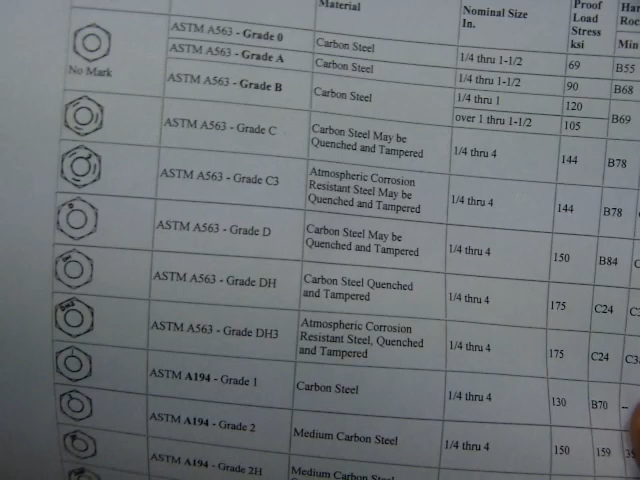 Material
Nominal Size
In.
Proof
Load
Stress
ksi
Min
No Mark
ASTM A563 - Grade 0
Carbon Steel
1/4 thru 1-1/2
69
B55
ASTM A563 - Grade A
Carbon Steel
1/4 thru 1-1/2
90
B68
ASTM A563 - Grade B
Carbon Steel
1/4 thru 1
120
B69
over 1 thru 1-1/2
105
ASTM A563 - Grade C
Carbon Steel May be
Quenched and Tampered
1/4 thru 4
144
B78
ASTM A563 - Grade C3
Atmospheric Corrosion
Resistant Steel May be
Quenched and Tampered
1/4 thru 4
144
B78
ASTM A563 - Grade D
Carbon Steel May be
Quenched and Tampered
1/4 thru 4
150
B84
ASTM A563 - Grade DH
Carbon Steel Quenched
and Tampered
1/4 thru 4
175
C24
ASTM A563 - Grade DH3
Atmospheric Corrosion
Resistant Steel, Quenched
and Tampered
1/4 thru 4
175
C24
ASTM A194 - Grade 1
Carbon Steel
1/4 thru 4
130
B70
--
ASTM A194 - Grade 2
Medium Carbon Steel
1/4 thru 4
150
159
ASTM A194 - Grade 2H
Medium Carbon Steel